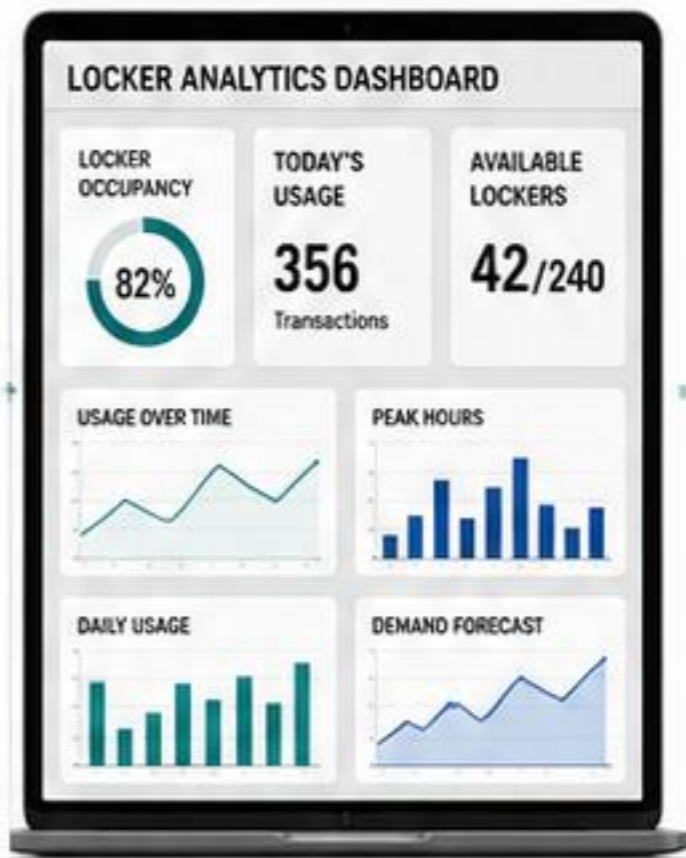 LOCKER ANALYTICS DASHBOARD
LOCKER
OCCUPANCY
82%
TODAY'S
USAGE
356
Transactions
AVAILABLE
LOCKERS
42/240
USAGE OVER TIME
PEAK HOURS
DAILY USAGE
DEMAND FORECAST